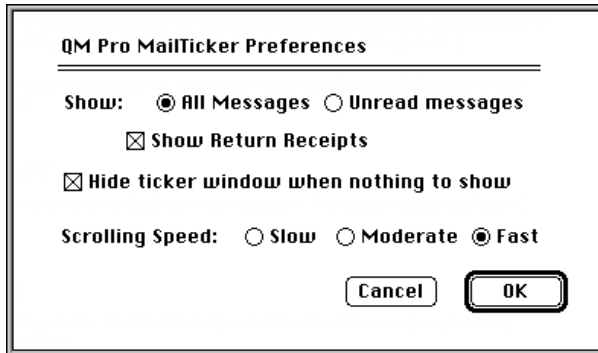 QM Pro MailTicker Preferences
Show: All Messages Unread messages
Show Return Receipts
Hide ticker window when nothing to show
Scrolling Speed: Slow Moderate Fast
Cancel OK